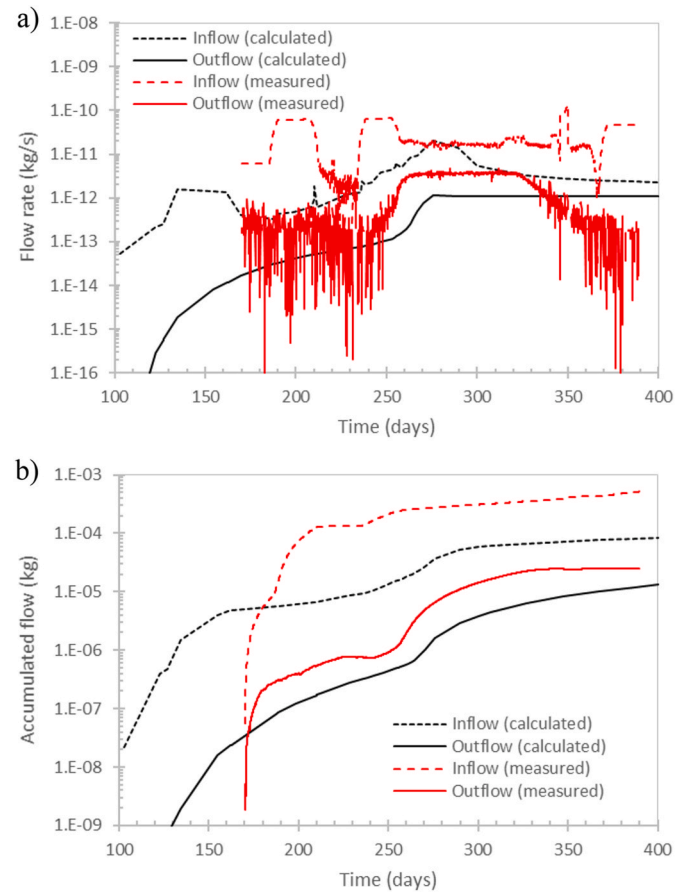 a)
1.E-08
1.E-09
1.E-10
1.E-11
1.E-12
1.E-13
1.E-14
1.E-15
1.E-16
Flow rate (kg/s)
Inflow (calculated)
Outflow (calculated)
Inflow (measured)
Outflow (measured)
100 150 200 250 300 350 400
Time (days)
b)
1.E-03
1.E-04
1.E-05
1.E-06
1.E-07
1.E-08
1.E-09
Accumulated flow (kg)
Inflow (calculated)
Outflow (calculated)
Inflow (measured)
Outflow (measured)
100 150 200 250 300 350 400
Time (days)